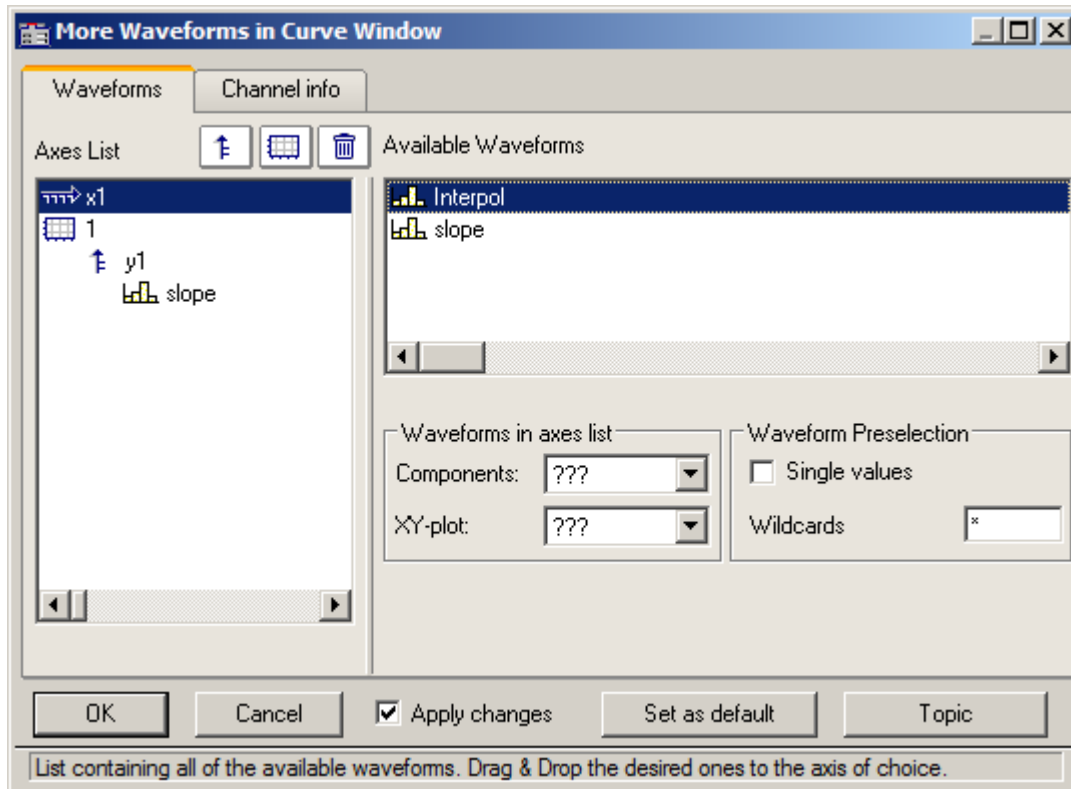 More Waveforms in Curve Window
Waveforms
Channel info
Axes List
Available Waveforms
x1
1
y1
slope
Interpol
slope
Waveforms in axes list
Components: ???
XY-plot: ???
Waveform Preselection
Single values
Wildcards *
OK
Cancel
Apply changes
Set as default
Topic
List containing all of the available waveforms. Drag & Drop the desired ones to the axis of choice.